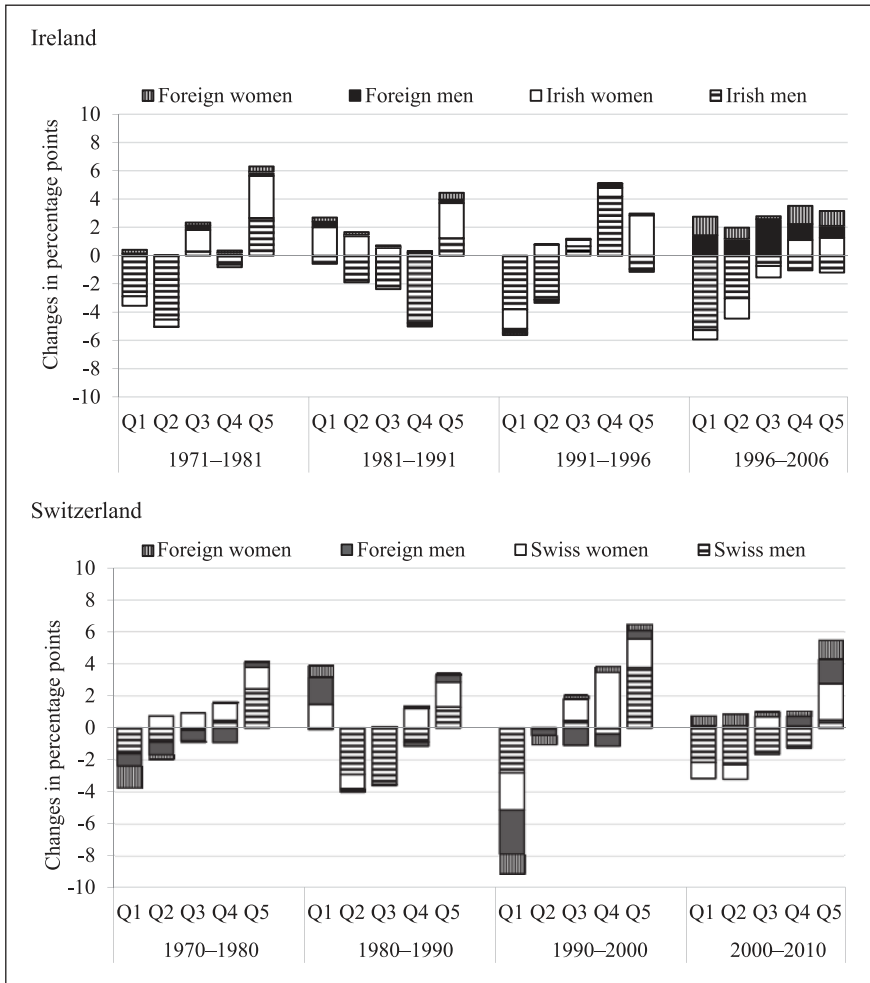 Ireland
Foreign women Foreign men Irish women Irish men
Changes in percentage points
10
8
6
4
2
0
-2
-4
-6
-8
-10
Q1 Q2 Q3 Q4 Q5 Q1 Q2 Q3 Q4 Q5 Q1 Q2 Q3 Q4 Q5 Q1 Q2 Q3 Q4 Q5
1971–1981 1981–1991 1991–1996 1996–2006
Switzerland
Foreign women Foreign men Swiss women Swiss men
Changes in percentage points
10
8
6
4
2
0
-2
-4
-6
-8
-10
Q1 Q2 Q3 Q4 Q5 Q1 Q2 Q3 Q4 Q5 Q1 Q2 Q3 Q4 Q5 Q1 Q2 Q3 Q4 Q5
1970–1980 1980–1990 1990–2000 2000–2010